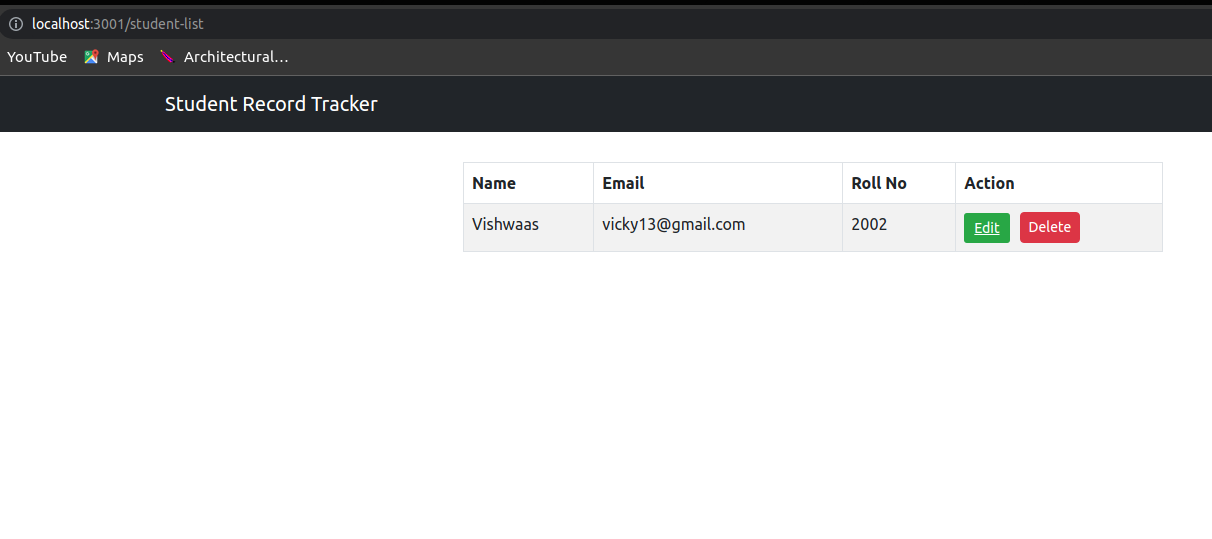 localhost:3001/student-list
YouTube Maps Architectural…
Student Record Tracker
Name Email Roll No Action
Vishwaas vicky13@gmail.com 2002 Edit Delete